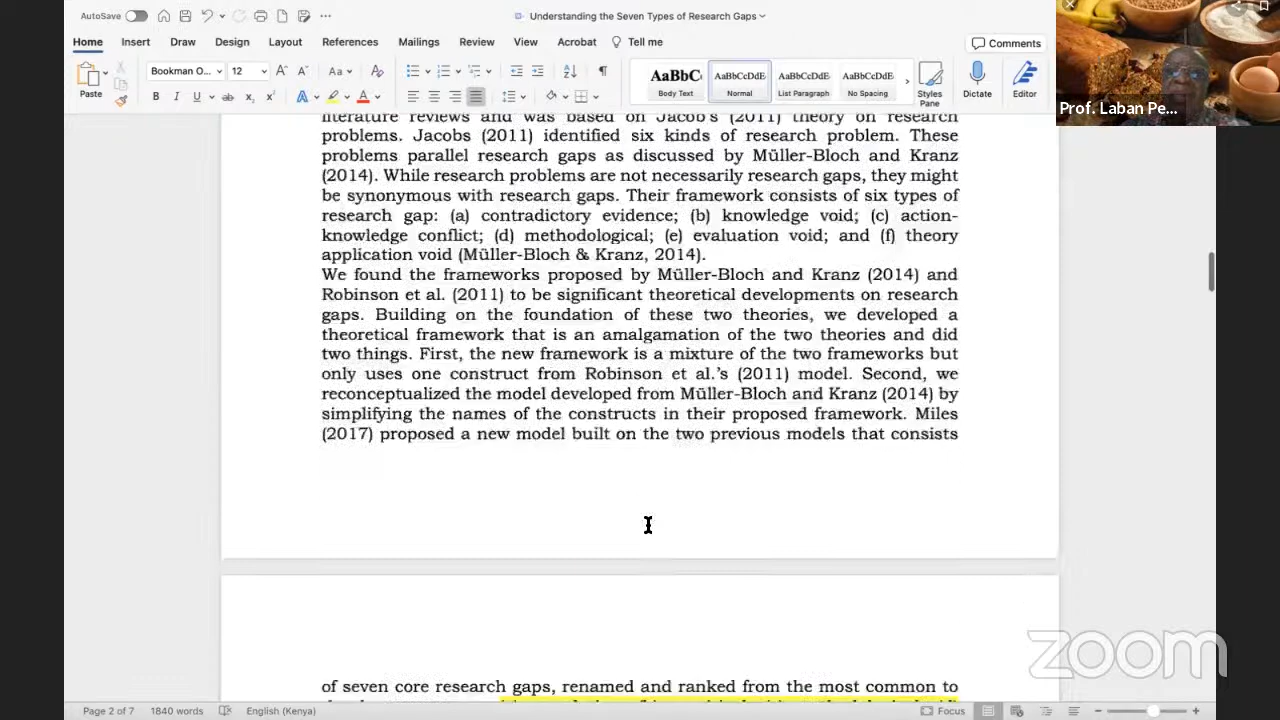 AutoSave
Understanding the Seven Types of Research Gaps
Home Insert Draw Design Layout References Mailings Review View Acrobat Tell me
Comments
Paste
Bookman O... 12
AaBbC AaBbCcDdE AaBbCcDdE AaBbCcDdE
Body Text Normal List Paragraph No Spacing
Styles Pane
Dictate
Editor
Prof. Laban Pe...
literature reviews and was based on Jacob's (2011) theory on research
problems. Jacobs (2011) identified six kinds of research problem. These
problems parallel research gaps as discussed by Müller-Bloch and Kranz
(2014). While research problems are not necessarily research gaps, they might
be synonymous with research gaps. Their framework consists of six types of
research gap: (a) contradictory evidence; (b) knowledge void; (c) action-
knowledge conflict; (d) methodological; (e) evaluation void; and (f) theory
application void (Müller-Bloch & Kranz, 2014).
We found the frameworks proposed by Müller-Bloch and Kranz (2014) and
Robinson et al. (2011) to be significant theoretical developments on research
gaps. Building on the foundation of these two theories, we developed a
theoretical framework that is an amalgamation of the two theories and did
two things. First, the new framework is a mixture of the two frameworks but
only uses one construct from Robinson et al.'s (2011) model. Second, we
reconceptualized the model developed from Müller-Bloch and Kranz (2014) by
simplifying the names of the constructs in their proposed framework. Miles
(2017) proposed a new model built on the two previous models that consists
of seven core research gaps, renamed and ranked from the most common to
zoom
Page 2 of 7 1840 words English (Kenya) Focus